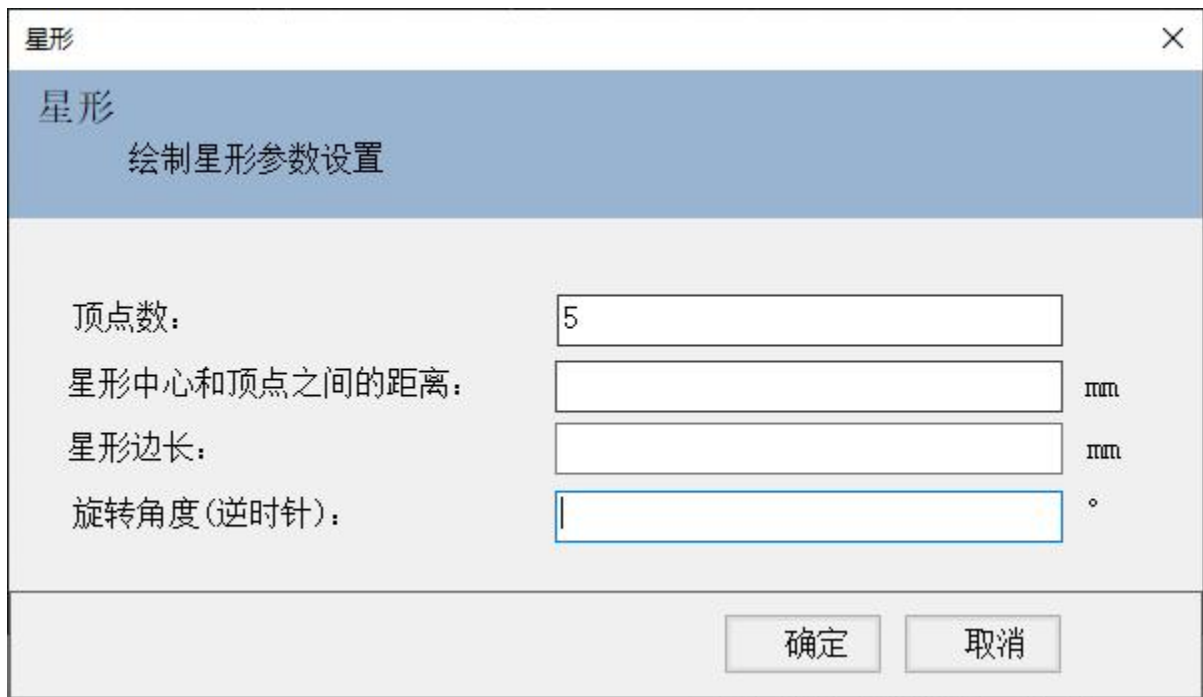 星形
星形
绘制星形参数设置
顶点数： 5
星形中心和顶点之间的距离： mm
星形边长： mm
旋转角度(逆时针)： °
确定 取消